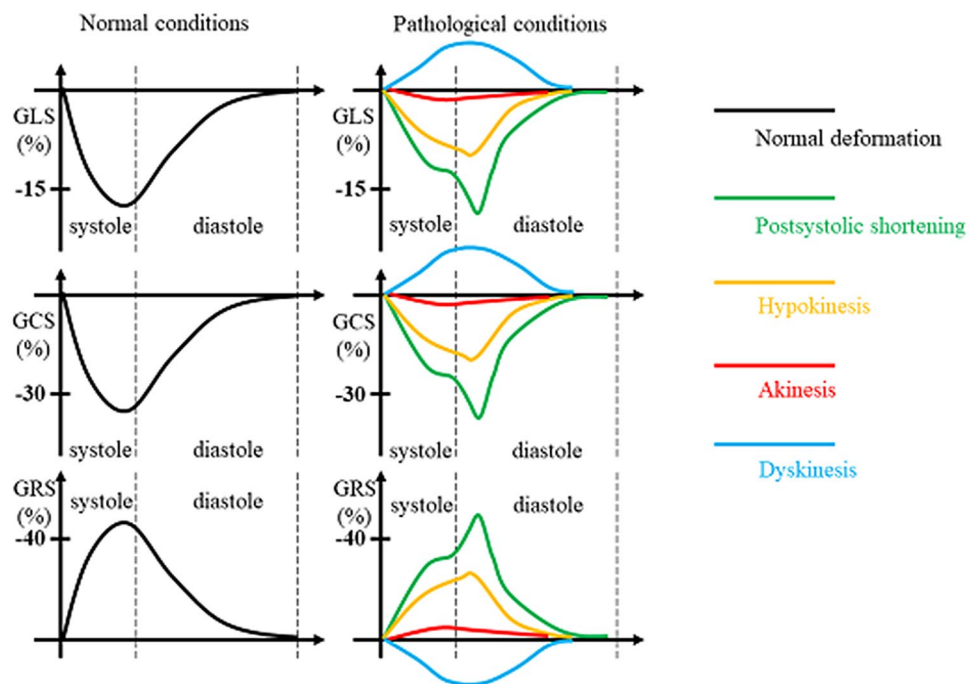 Normal conditions
Pathological conditions
GLS
(%)
-15
systole
diastole
GLS
(%)
-15
systole
diastole
GCS
(%)
-30
systole
diastole
GCS
(%)
-30
systole
diastole
GRS
(%)
-40
systole
diastole
GRS
(%)
-40
systole
diastole
Normal deformation
Postsystolic shortening
Hypokinesis
Akinesis
Dyskinesis